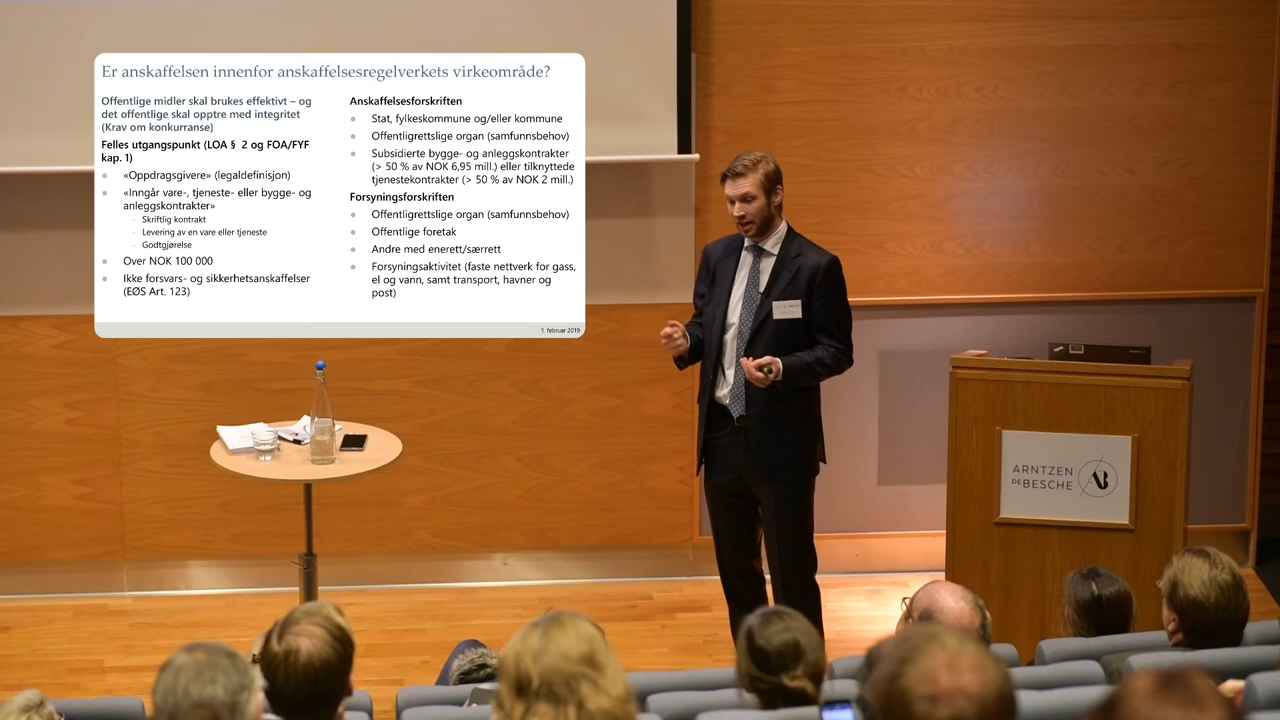 Er anskaffelsen innenfor anskaffelsesregelverkets virkeområde?
Offentlige midler skal brukes effektivt – og
det offentlige skal opptre med integritet
(Krav om konkurranse)
Felles utgangspunkt (LOA § 2 og FOA/FYF
kap. 1)
«Oppdragsgivere» (legaldefinisjon)
«Inngår vare-, tjeneste- eller bygge- og
anleggskontrakter»
Skriftlig kontrakt
Levering av en vare eller tjeneste
Godtgjørelse
Over NOK 100 000
Ikke forsvars- og sikkerhetsanskaffelser
(EØS Art. 123)
Anskaffelsesforskriften
Stat, fylkeskommune og/eller kommune
Offentligrettslige organ (samfunnsbehov)
Subsidierte bygge- og anleggskontrakter
(> 50 % av NOK 6,95 mill.) eller tilknyttede
tjenestekontrakter (> 50 % av NOK 2 mill.)
Forsyningsforskriften
Offentligrettslige organ (samfunnsbehov)
Offentlige foretak
Andre med enerett/særrett
Forsyningsaktivitet (faste nettverk for gass,
el og vann, samt transport, havner og
post)
1. februar 2019
ARNTZEN
DE BESCHE